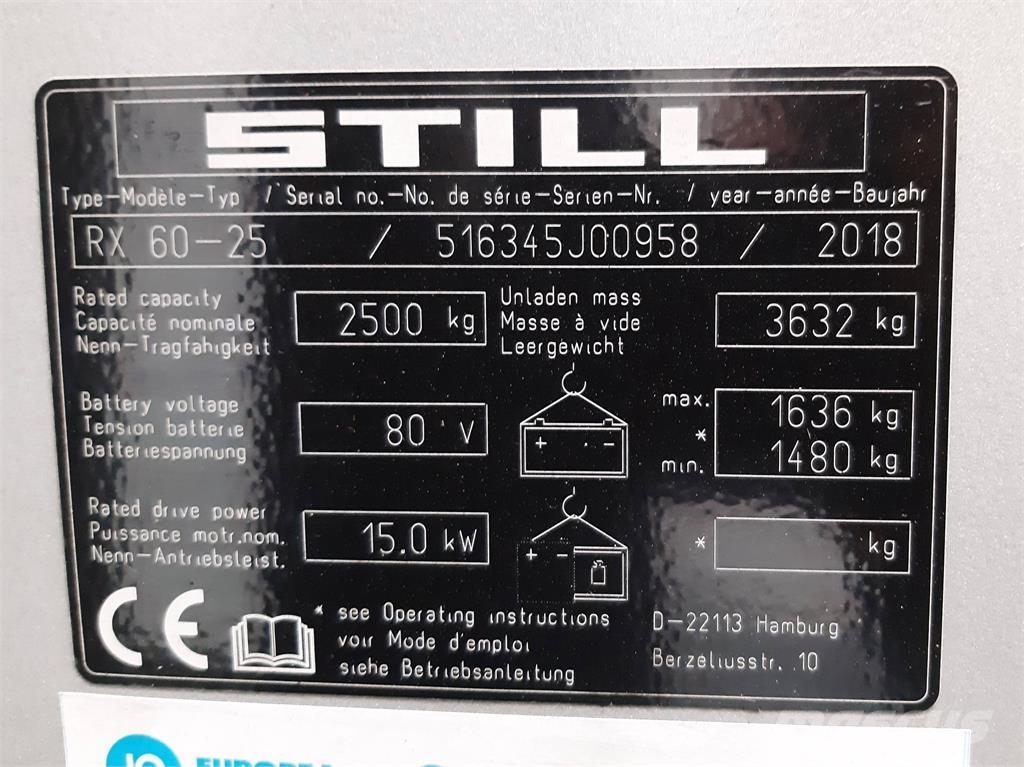 STILL
Type-Modèle-Typ / Serial no.-No. de série-Serien-Nr. / year-année-Baujahr
RX 60-25 / 516345J00958 / 2018
Rated capacity
Capacité nominale
Nenn-Tragfähigkeit
2500 kg
Unladen mass
Masse à vide
Leergewicht
3632 kg
Battery voltage
Tension batterie
Batteriespannung
80 V
+ -
max. 1636 kg
*
min. 1480 kg
Rated drive power
Puissance motr.nom.
Nenn-Antriebsleist.
15.0 kW
+ -
* kg
CE
* see Operating instructions
voir Mode d'emploi
siehe Betriebsanleitung
D-22113 Hamburg
Berzeliusstr. 10